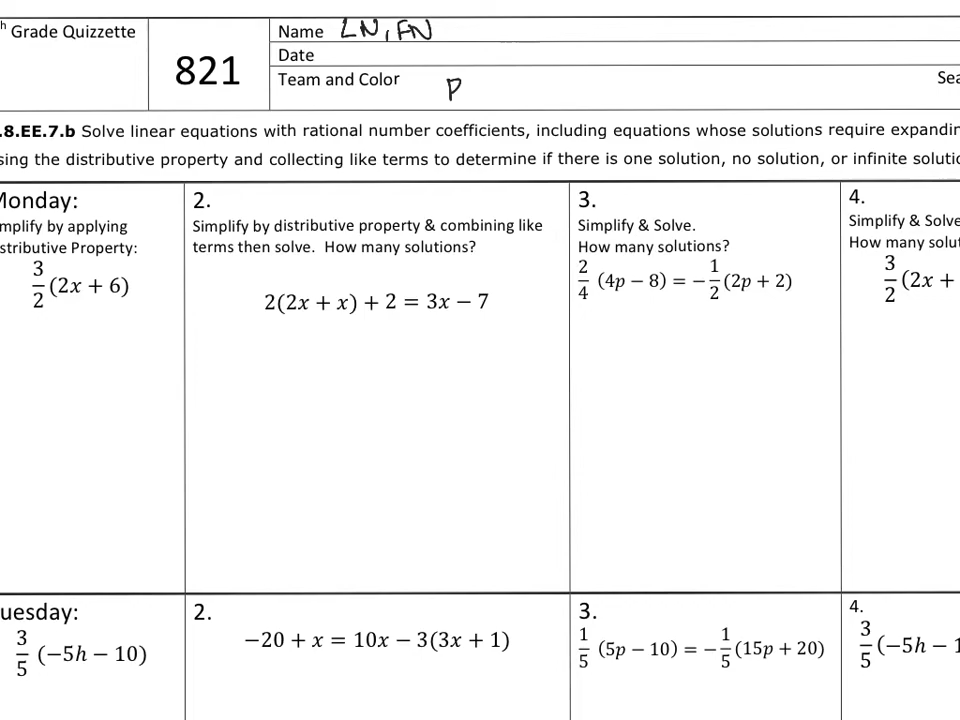 h Grade Quizzette
821
Name LN, FN
Date
Team and Color P
Sea
.8.EE.7.b Solve linear equations with rational number coefficients, including equations whose solutions require expandin
sing the distributive property and collecting like terms to determine if there is one solution, no solution, or infinite solutio
Monday:
mplify by applying
stributive Property:
3/2 (2x + 6)
2.
Simplify by distributive property & combining like
terms then solve. How many solutions?
2(2x + x) + 2 = 3x − 7
3.
Simplify & Solve.
How many solutions?
2/4 (4p − 8) = −1/2 (2p + 2)
4.
Simplify & Solve
How many solut
3/2 (2x +
uesday:
3/5 (−5h − 10)
2.
−20 + x = 10x − 3(3x + 1)
3.
1/5 (5p − 10) = −1/5 (15p + 20)
4.
3/5 (−5h − 1